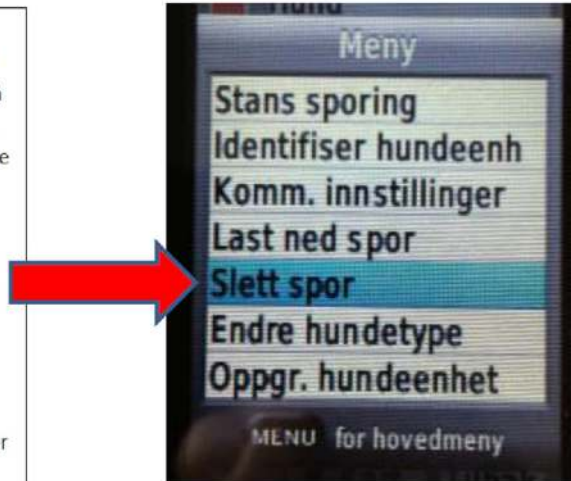 Meny
Stans sporing
Identifiser hundeenh
Komm. innstillinger
Last ned spor
Slett spor
Endre hundetype
Oppgr. hundeenhet
MENU for hovedmeny